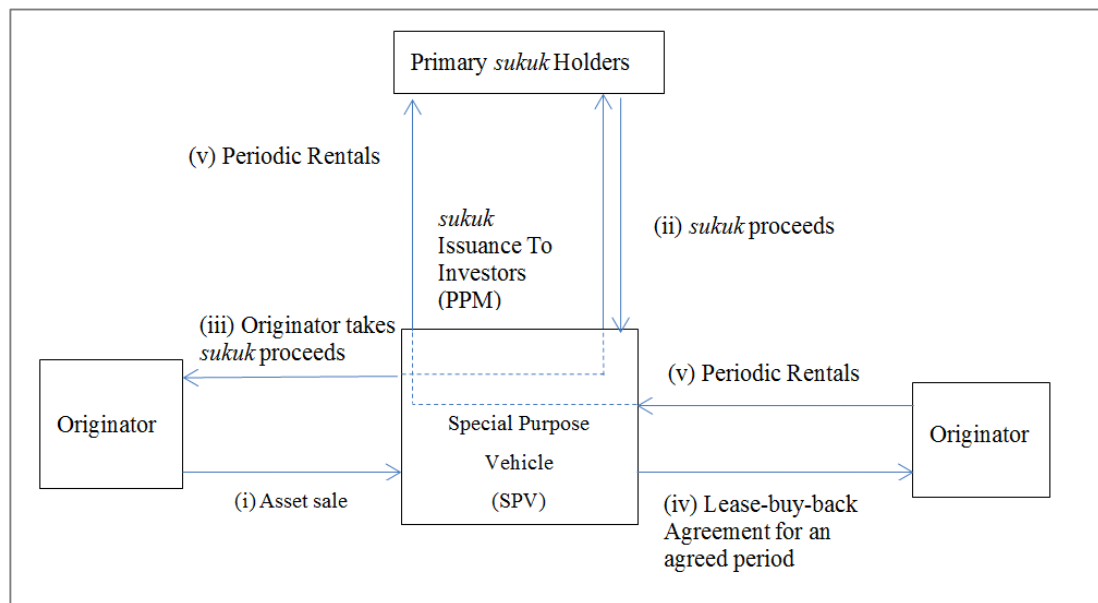 Primary sukuk Holders
(v) Periodic Rentals
sukuk
Issuance To
Investors
(PPM)
(ii) sukuk proceeds
(iii) Originator takes
sukuk proceeds
(v) Periodic Rentals
Originator
Special Purpose
Vehicle
(SPV)
Originator
(i) Asset sale
(iv) Lease-buy-back
Agreement for an
agreed period